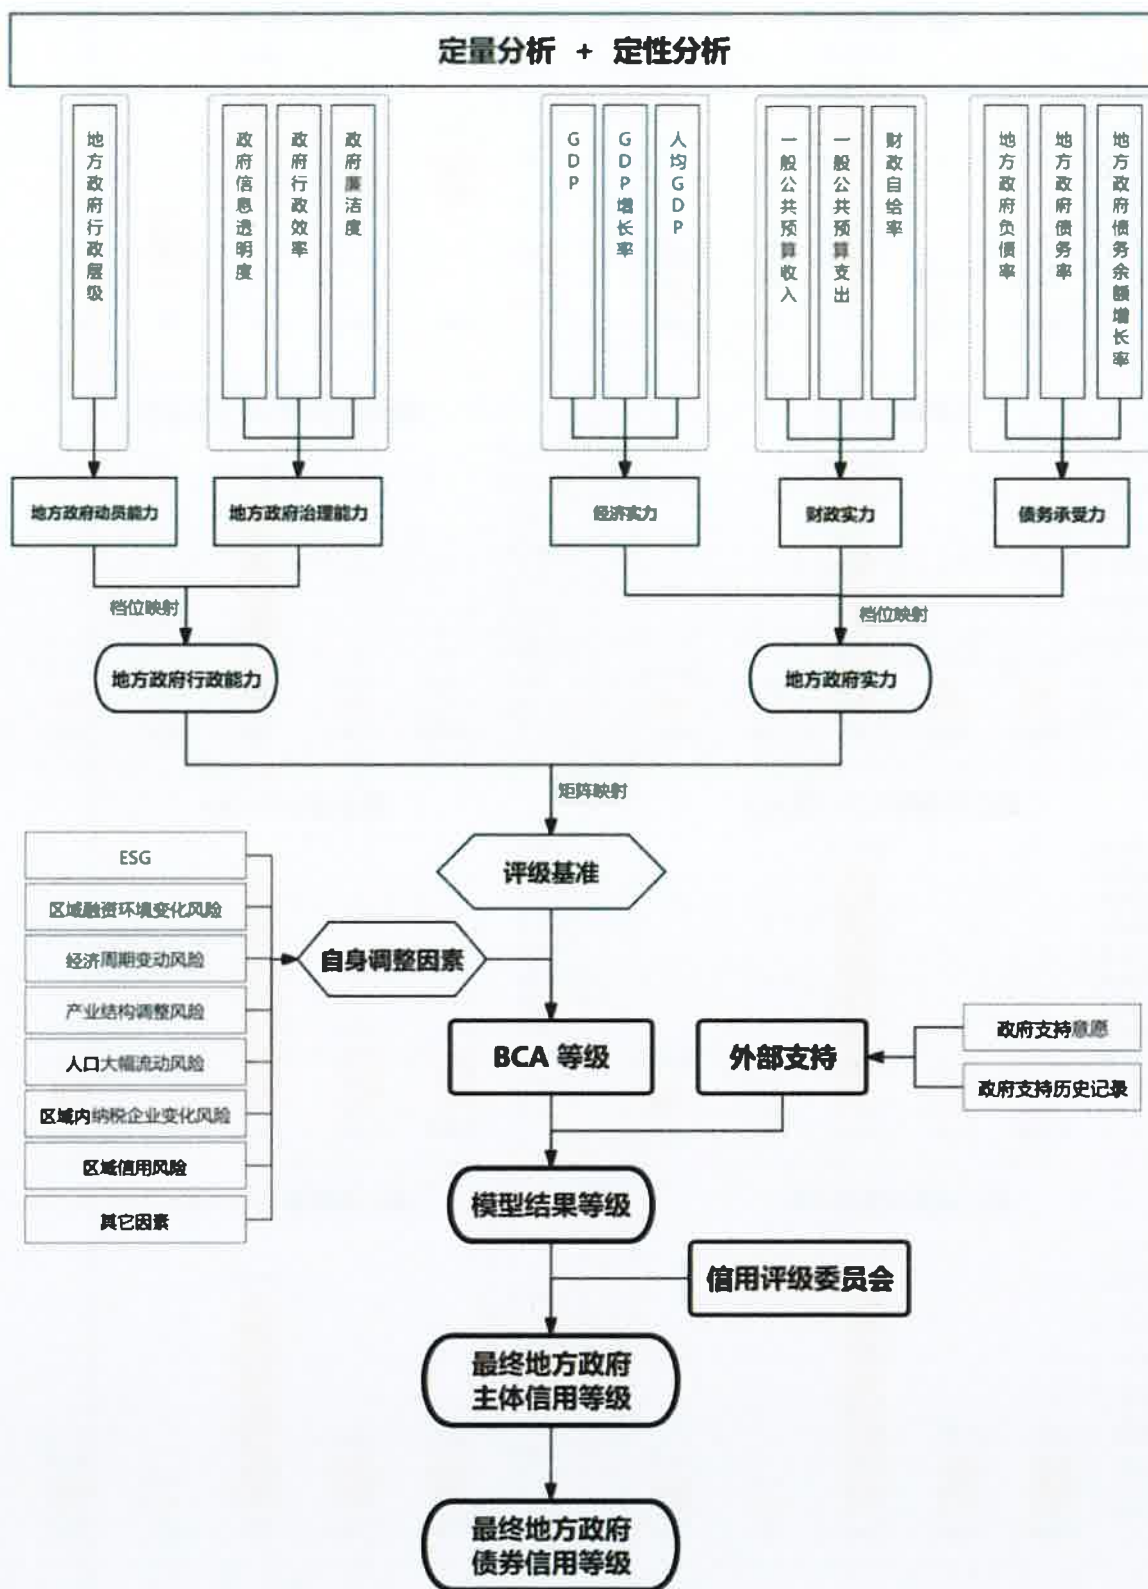 定量分析 + 定性分析
地方政府行政层级
政府信息透明度
政府行政效率
政府廉洁度
GDP
GDP增长率
人均GDP
一般公共预算收入
一般公共预算支出
财政自给率
地方政府负债率
地方政府债务率
地方政府债务余额增长率
地方政府动员能力
地方政府治理能力
经济实力
财政实力
债务承受力
档位映射
档位映射
地方政府行政能力
地方政府实力
矩阵映射
评级基准
ESG
区域融资环境变化风险
经济周期变动风险
产业结构调整风险
人口大幅流动风险
区域内纳税企业变化风险
区域信用风险
其它因素
自身调整因素
BCA 等级
外部支持
政府支持意愿
政府支持历史记录
模型结果等级
信用评级委员会
最终地方政府
主体信用等级
最终地方政府
债券信用等级